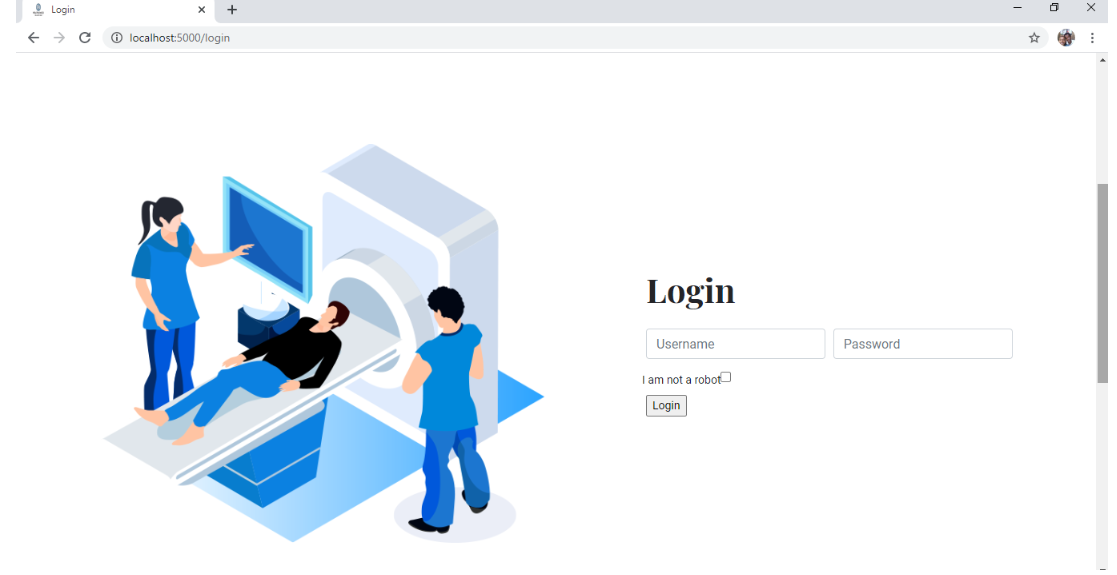 Login
localhost:5000/login
Login
Username Password
I am not a robot
Login